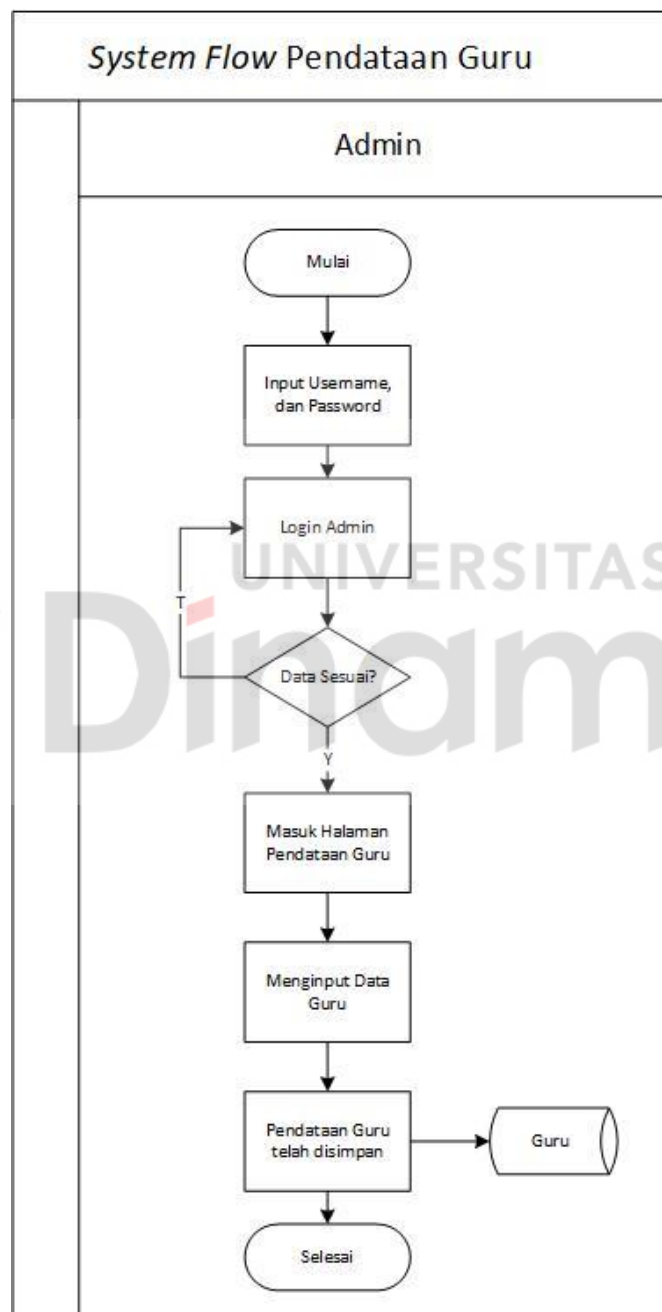 System Flow Pendataan Guru
Admin
Mulai
Input Username,
dan Password
Login Admin
UNIVERSITAS
T
Dinam
Data Sesuai?
Y
Masuk Halaman
Pendataan Guru
Menginput Data
Guru
Pendataan Guru
telah disimpan
Guru
Selesai